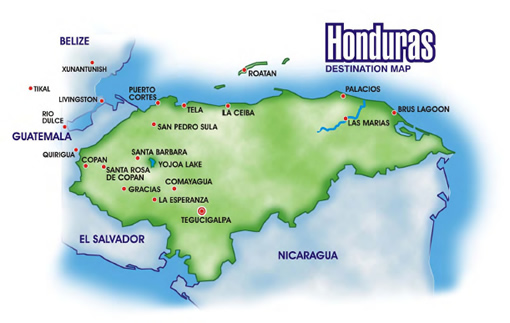 Honduras
DESTINATION MAP
BELIZE
XUNANTUNISH
ROATAN
TIKAL
LIVINGSTON
PUERTO
CORTES
TELA
lLA CEIBA
PALACIOS
BRUS LAGOON
RIO
DULCE
GUATEMALA
SAN PEDRO SULA
LAS MARIAS
QUIRIGUA
COPAN
SANTA BARBARA
YOJOA LAKE
SANTA ROSA
DE COPAN
GRACIAS
COMAYAGUA
LA ESPERANZA
TEGUCIGALPA
EL SALVADOR
NICARAGUA